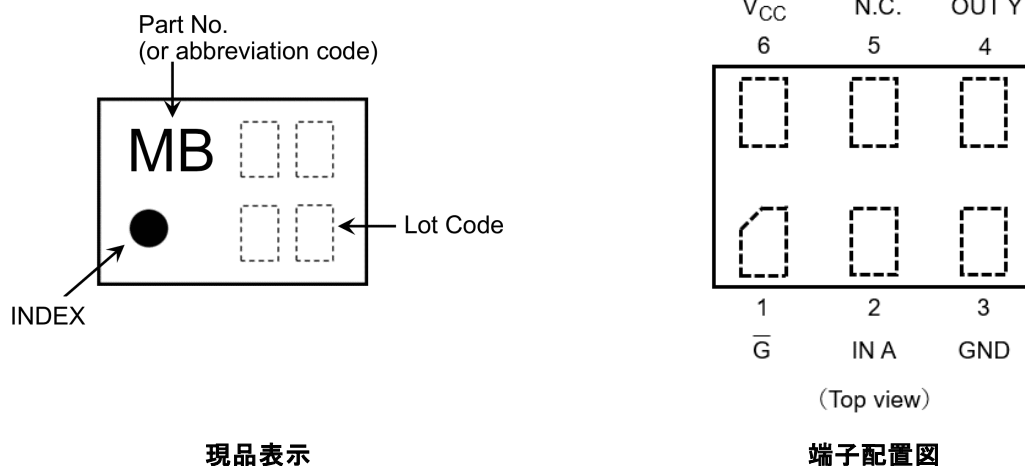 Part No.
(or abbreviation code)
MB
Lot Code
INDEX
現品表示
VCC N.C. OUT Y
6 5 4
1 2 3
G̅ IN A GND
（Top view）
端子配置図